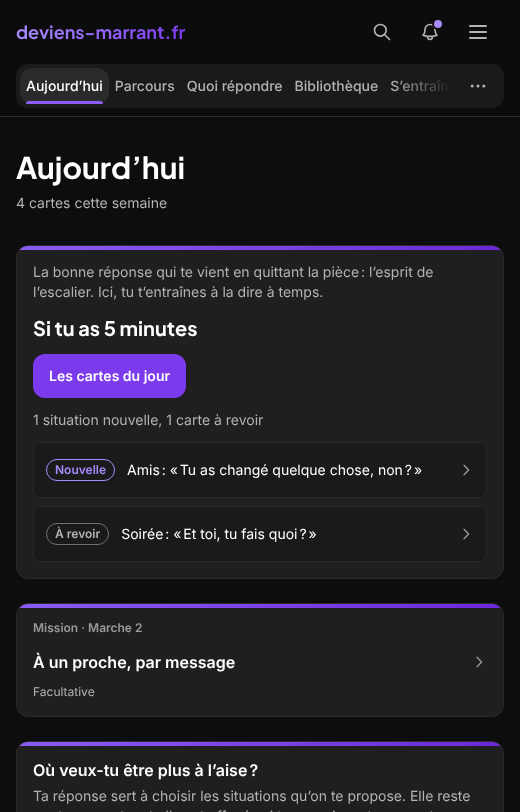 deviens-marrant.fr
Aujourd’hui
Parcours
Quoi répondre
Bibliothèque
S’entraîn
Aujourd’hui
4 cartes cette semaine
La bonne réponse qui te vient en quittant la pièce : l’esprit de
l’escalier. Ici, tu t’entraînes à la dire à temps.
Si tu as 5 minutes
Les cartes du jour
1 situation nouvelle, 1 carte à revoir
Nouvelle
Amis : « Tu as changé quelque chose, non ? »
À revoir
Soirée : « Et toi, tu fais quoi ? »
Mission · Marche 2
À un proche, par message
Facultative
Où veux-tu être plus à l’aise ?
Ta réponse sert à choisir les situations qu’on te propose. Elle reste